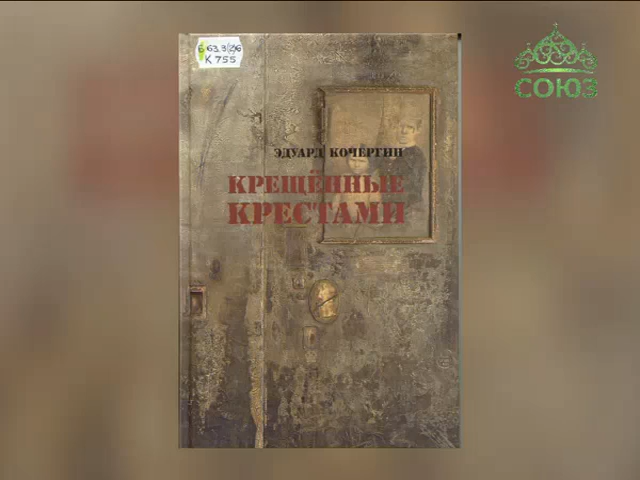 Б 63.3(2)6
К 755
СОЮЗ
ЭДУАРД КОЧЕРГИН
КРЕЩЁННЫЕ
КРЕСТАМИ